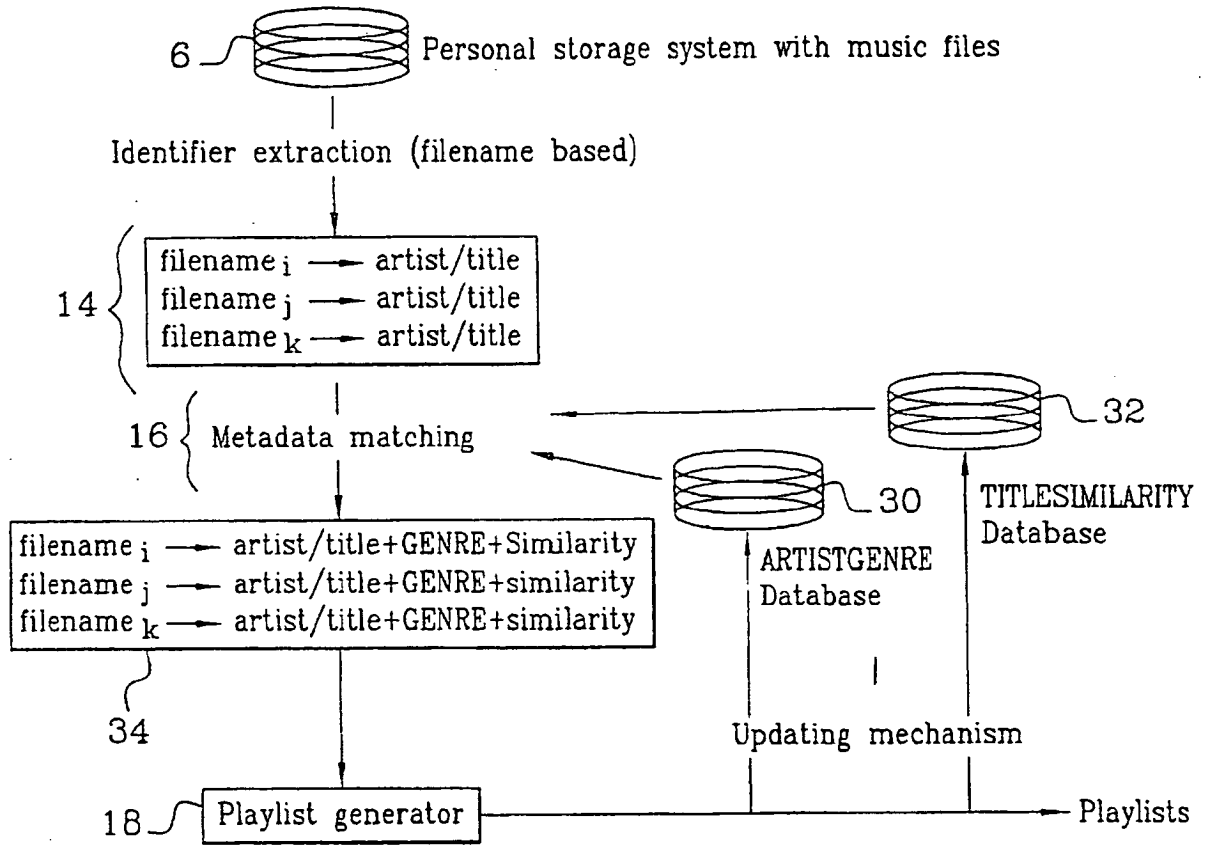 6
Personal storage system with music files
Identifier extraction (filename based)
14
filename i → artist/title
filename j → artist/title
filename k → artist/title
16
Metadata matching
32
30
TITLESIMILARITY
Database
ARTISTGENRE
Database
filename i → artist/title+GENRE+Similarity
filename j → artist/title+GENRE+similarity
filename k → artist/title+GENRE+similarity
34
Updating mechanism
18
Playlist generator
Playlists